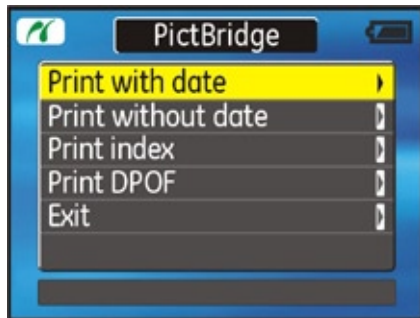 PictBridge
Print with date
Print without date
Print index
Print DPOF
Exit